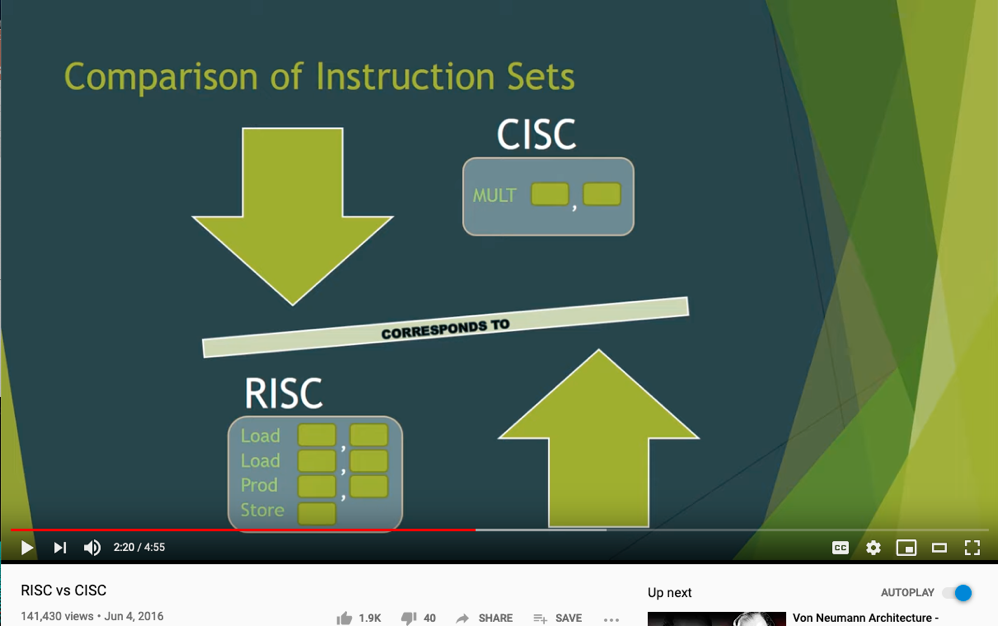 Comparison of Instruction Sets
CISC
MULT ,
CORRESPONDS TO
RISC
Load ,
Load ,
Prod ,
Store
2:20 / 4:55
CC
RISC vs CISC
141,430 views • Jun 4, 2016
1.9K 40 SHARE SAVE ...
Up next
AUTOPLAY
Von Neumann Architecture -